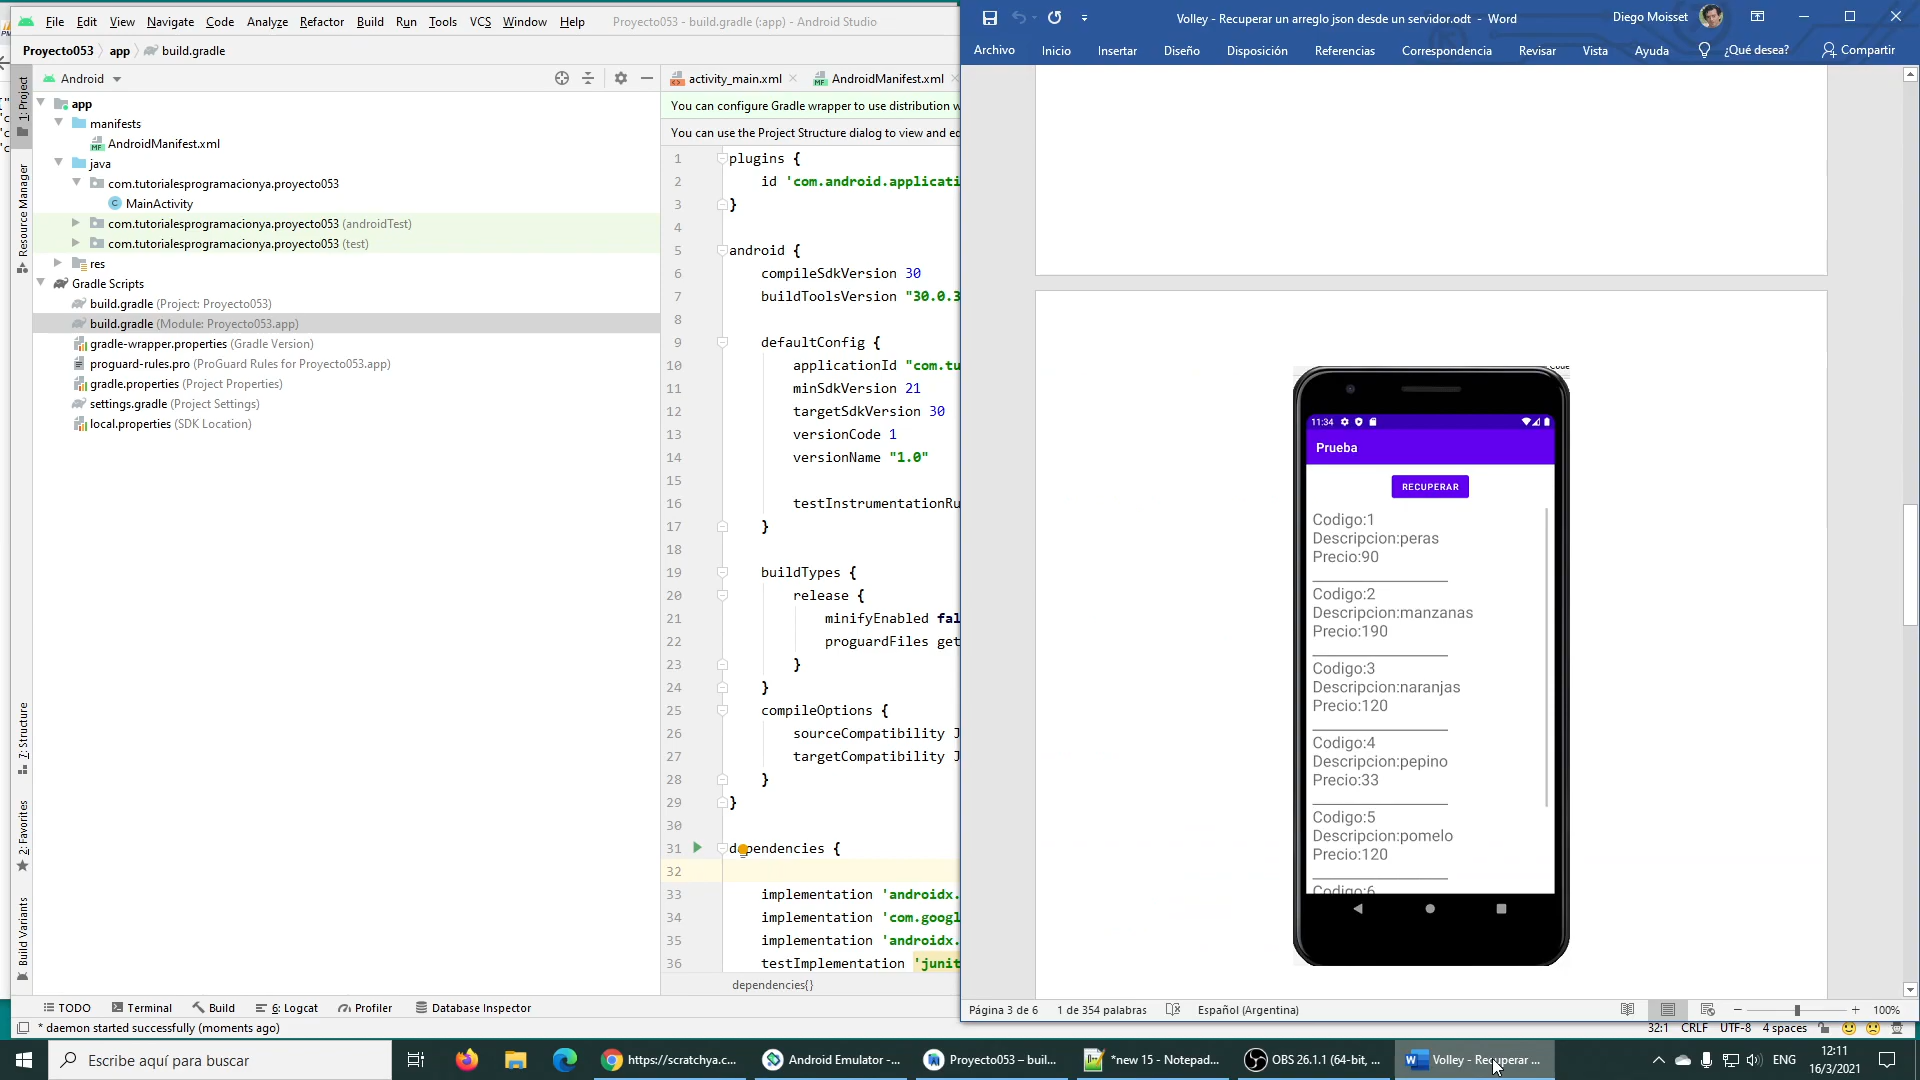 File Edit View Navigate Code Analyze Refactor Build Run Tools VCS Window Help Proyecto053 - build.gradle (:app) - Android Studio
Proyecto053 app build.gradle
Android
activity_main.xml AndroidManifest.xml
1: Project
Resource Manager
7: Structure
2: Favorites
Build Variants
app
manifests
AndroidManifest.xml
java
com.tutorialesprogramacionya.proyecto053
MainActivity
com.tutorialesprogramacionya.proyecto053 (androidTest)
com.tutorialesprogramacionya.proyecto053 (test)
res
Gradle Scripts
build.gradle (Project: Proyecto053)
build.gradle (Module: Proyecto053.app)
gradle-wrapper.properties (Gradle Version)
proguard-rules.pro (ProGuard Rules for Proyecto053.app)
gradle.properties (Project Properties)
settings.gradle (Project Settings)
local.properties (SDK Location)
You can configure Gradle wrapper to use distribution w
You can use the Project Structure dialog to view and ed
1 plugins {
2 id 'com.android.applicati
3 }
4
5 android {
6 compileSdkVersion 30
7 buildToolsVersion "30.0.3
8
9 defaultConfig {
10 applicationId "com.tu
11 minSdkVersion 21
12 targetSdkVersion 30
13 versionCode 1
14 versionName "1.0"
15
16 testInstrumentationRu
17 }
18
19 buildTypes {
20 release {
21 minifyEnabled fal
22 proguardFiles get
23 }
24 }
25 compileOptions {
26 sourceCompatibility J
27 targetCompatibility J
28 }
29 }
30
31 dependencies {
32
33 implementation 'androidx.
34 implementation 'com.googl
35 implementation 'androidx.
36 testImplementation 'junit
dependencies{}
TODO Terminal Build 6: Logcat Profiler Database Inspector
* daemon started successfully (moments ago)
32:1 CRLF UTF-8 4 spaces
Volley - Recuperar un arreglo json desde un servidor.odt - Word Diego Moisset
Archivo Inicio Insertar Diseño Disposición Referencias Correspondencia Revisar Vista Ayuda ¿Qué desea? Compartir
Code
11:34
Prueba
RECUPERAR
Codigo:1
Descripcion:peras
Precio:90
Codigo:2
Descripcion:manzanas
Precio:190
Codigo:3
Descripcion:naranjas
Precio:120
Codigo:4
Descripcion:pepino
Precio:33
Codigo:5
Descripcion:pomelo
Precio:120
Codigo:6
Página 3 de 6 1 de 354 palabras Español (Argentina) 100%
Escribe aquí para buscar
https://scratchya.c... Android Emulator -... Proyecto053 – buil... *new 15 - Notepad... OBS 26.1.1 (64-bit, ... Volley - Recuperar ...
ENG
12:11
16/3/2021